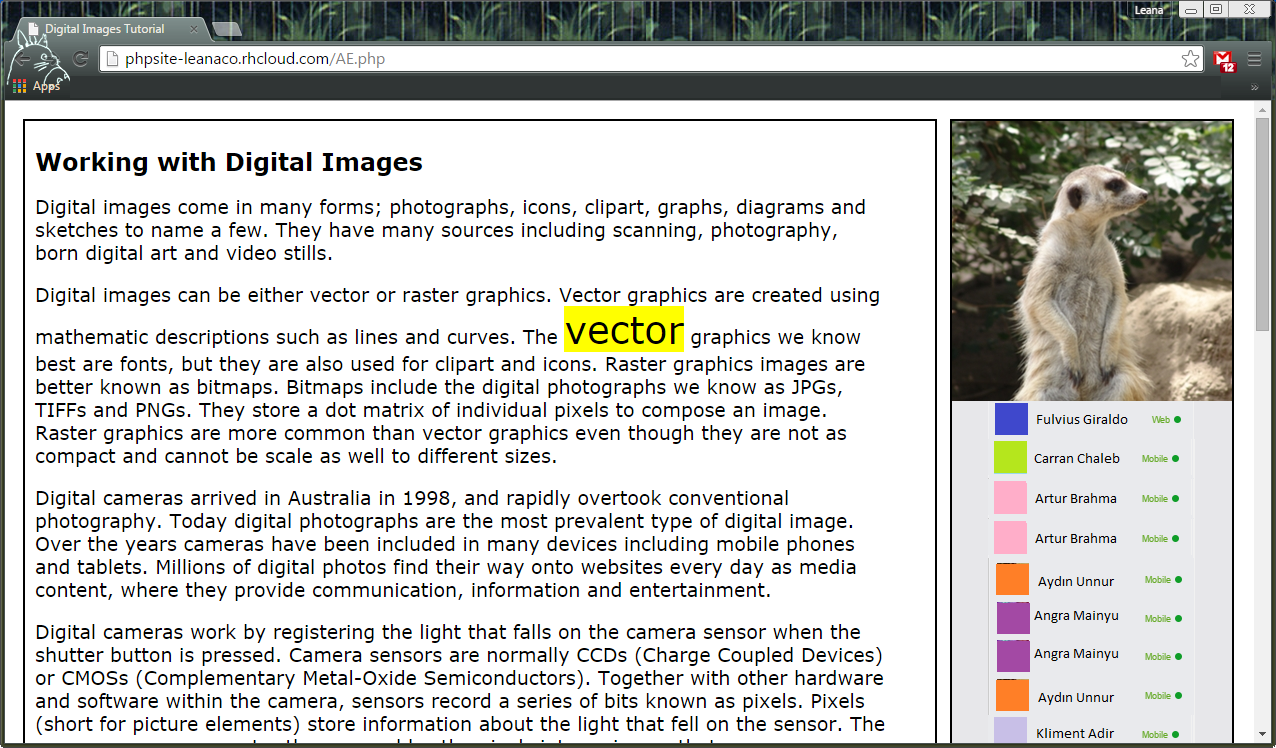 Leana
Digital Images Tutorial
phpsite-leanaco.rhcloud.com/AE.php
12
Apps
»
Working with Digital Images
Digital images come in many forms; photographs, icons, clipart, graphs, diagrams and
sketches to name a few. They have many sources including scanning, photography,
born digital art and video stills.
Digital images can be either vector or raster graphics. Vector graphics are created using
mathematic descriptions such as lines and curves. The vector graphics we know
best are fonts, but they are also used for clipart and icons. Raster graphics images are
better known as bitmaps. Bitmaps include the digital photographs we know as JPGs,
TIFFs and PNGs. They store a dot matrix of individual pixels to compose an image.
Raster graphics are more common than vector graphics even though they are not as
compact and cannot be scale as well to different sizes.
Digital cameras arrived in Australia in 1998, and rapidly overtook conventional
photography. Today digital photographs are the most prevalent type of digital image.
Over the years cameras have been included in many devices including mobile phones
and tablets. Millions of digital photos find their way onto websites every day as media
content, where they provide communication, information and entertainment.
Digital cameras work by registering the light that falls on the camera sensor when the
shutter button is pressed. Camera sensors are normally CCDs (Charge Coupled Devices)
or CMOSs (Complementary Metal-Oxide Semiconductors). Together with other hardware
and software within the camera, sensors record a series of bits known as pixels. Pixels
(short for picture elements) store information about the light that fell on the sensor. The
Fulvius Giraldo Web
Carran Chaleb Mobile
Artur Brahma Mobile
Artur Brahma Mobile
Aydın Unnur Mobile
Angra Mainyu Mobile
Angra Mainyu Mobile
Aydın Unnur Mobile
Kliment Adir Mobile